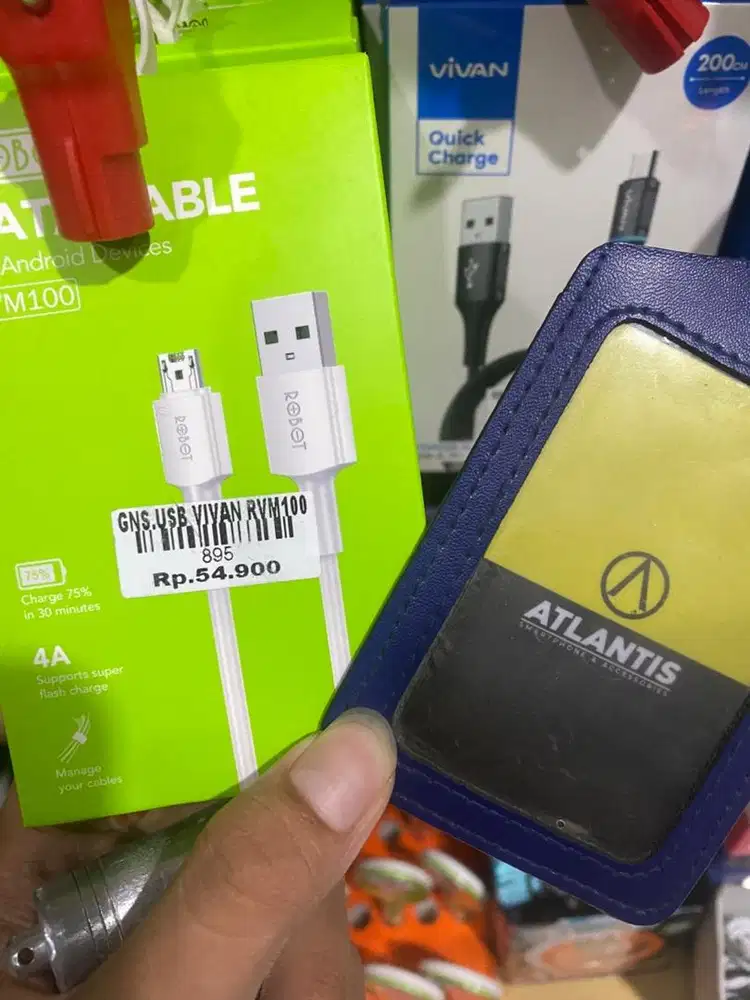 ViVAN
Quick
Charge
200CM
Length
ABLE
Android Devices
VM100
ROBOT
ROBOT
GNS.USB VIVAN RVM100
895
Rp.54.900
75%
Charge 75%
in 30 minutes
4A
Supports super
flash charge
Manage
your cables
ATLANTIS
SMARTPHONE & ACCESSORIES